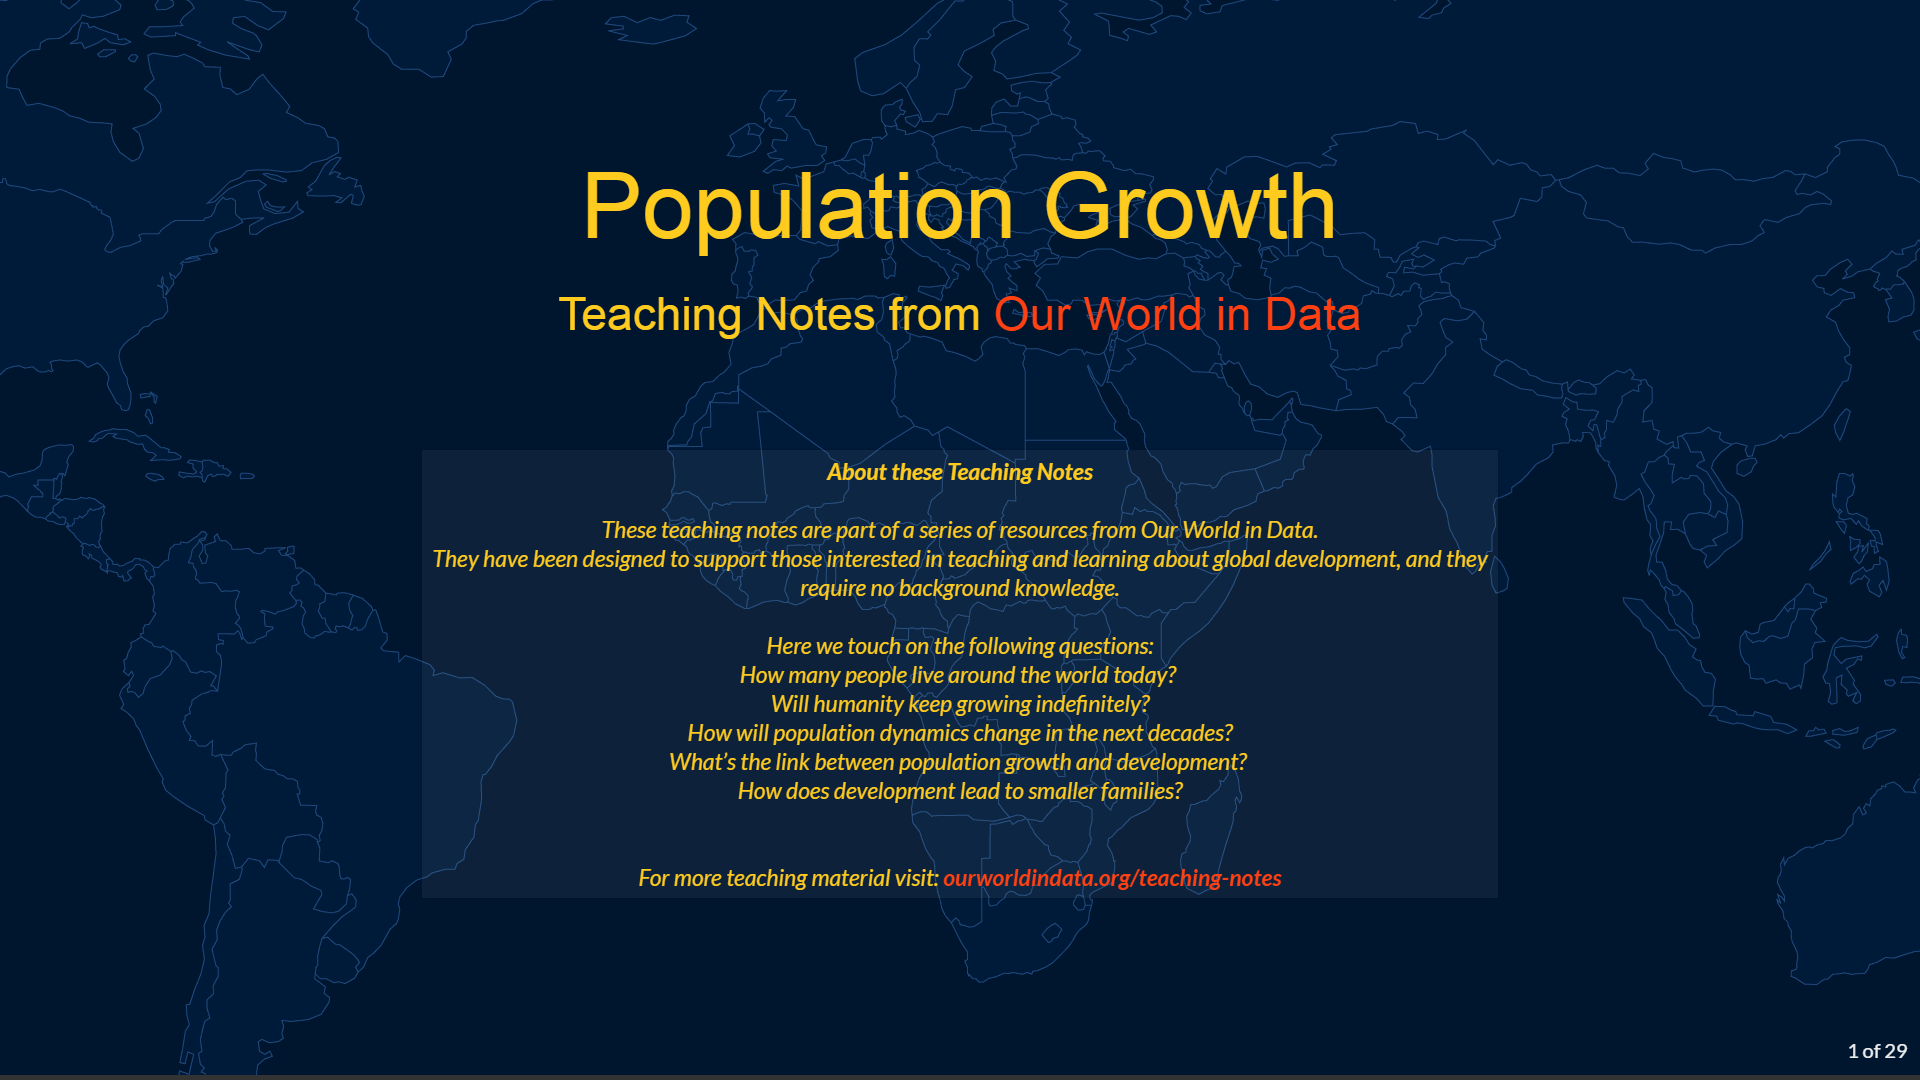 Population Growth
Teaching Notes from Our World in Data
About these Teaching Notes
These teaching notes are part of a series of resources from Our World in Data.
They have been designed to support those interested in teaching and learning about global development, and they
require no background knowledge.
Here we touch on the following questions:
How many people live around the world today?
Will humanity keep growing indefinitely?
How will population dynamics change in the next decades?
What’s the link between population growth and development?
How does development lead to smaller families?
For more teaching material visit: ourworldindata.org/teaching-notes
1 of 29